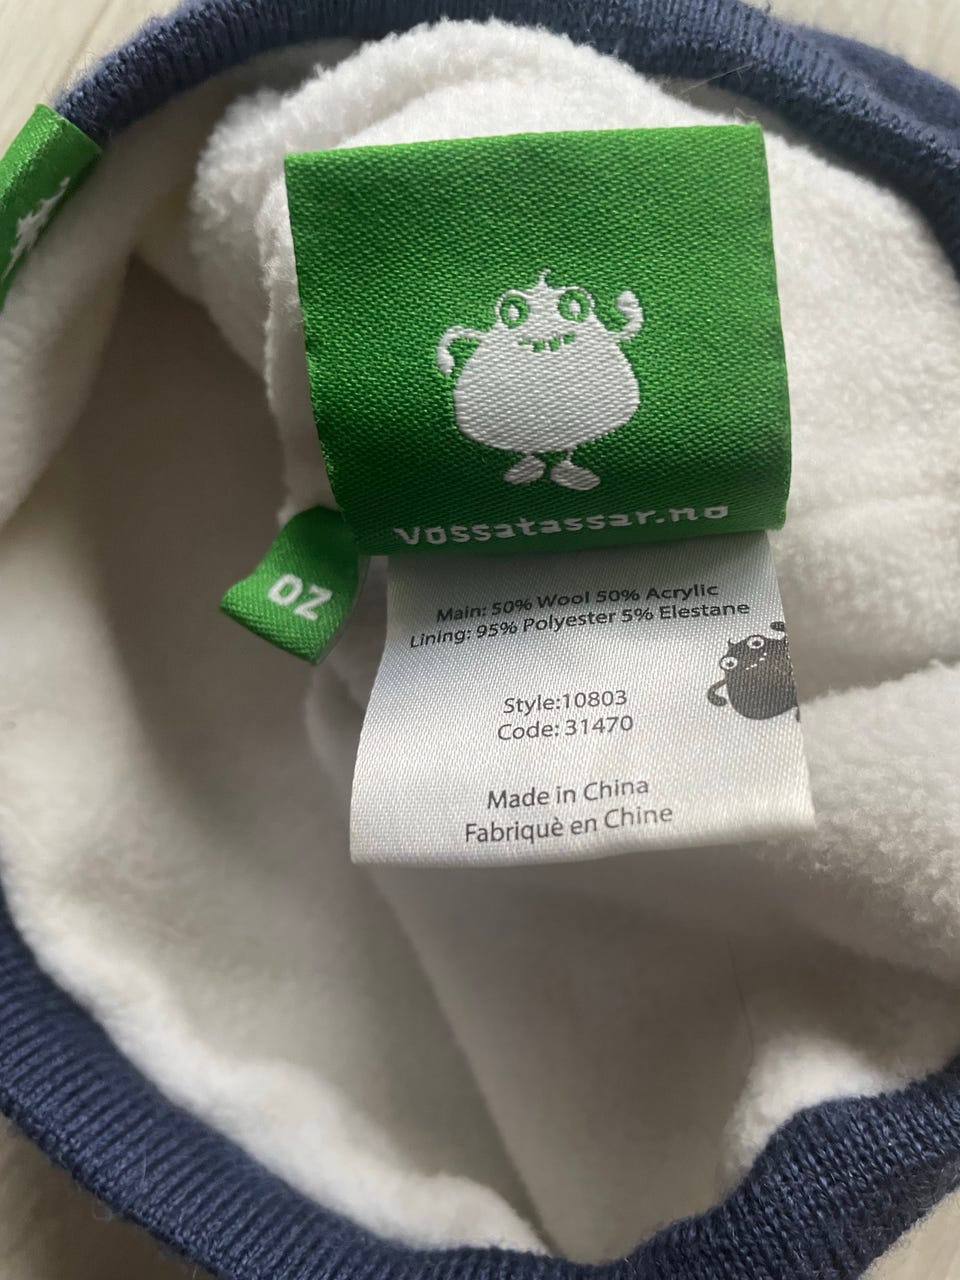 Vossatassar.no
OZ
Main: 50% Wool 50% Acrylic
Lining: 95% Polyester 5% Elestane
Style:10803
Code: 31470
Made in China
Fabriquè en Chine